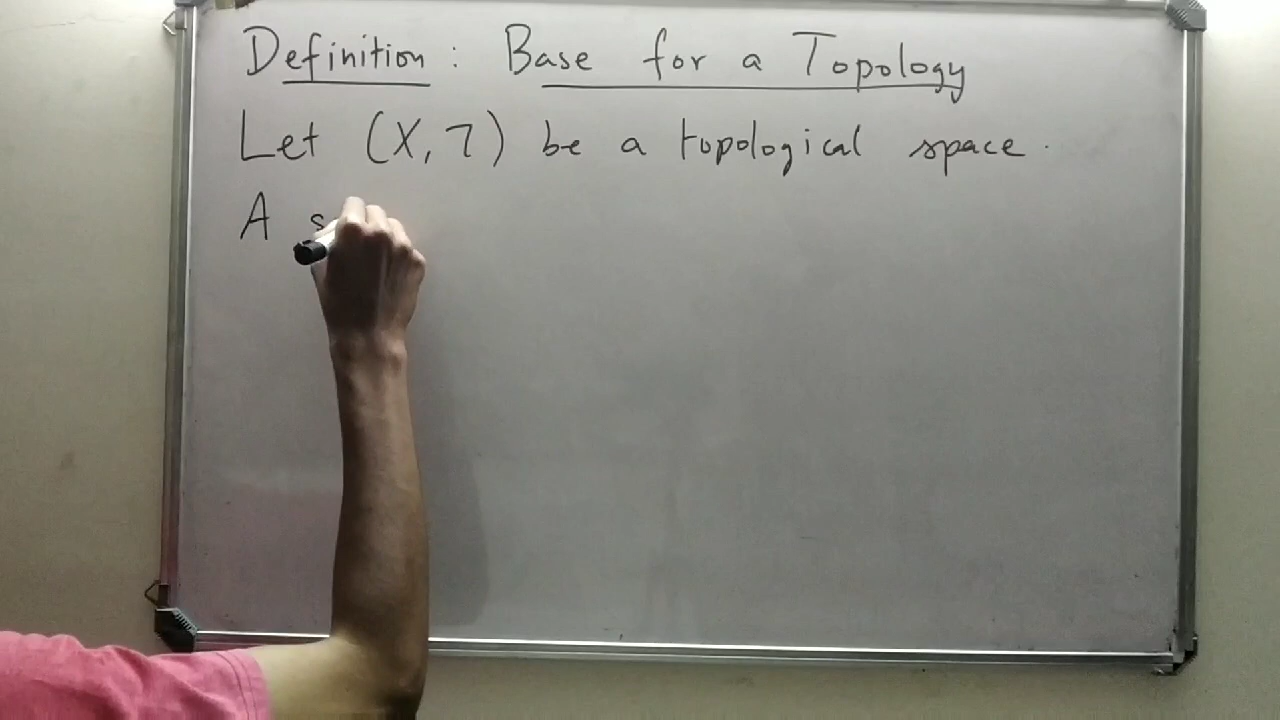 Definition : Base for a Topology
Let (X, τ) be a topological space.
A s